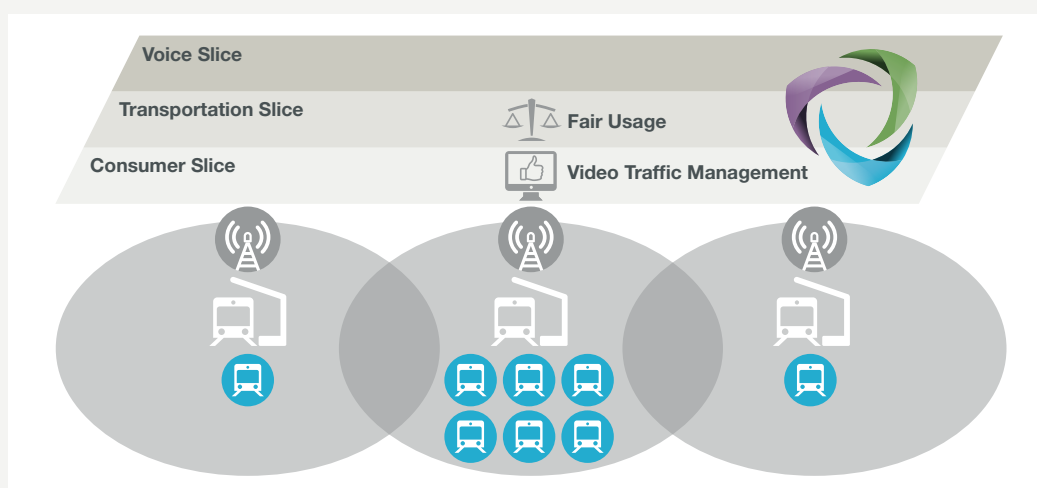 Voice Slice
Transportation Slice
Fair Usage
Consumer Slice
Video Traffic Management